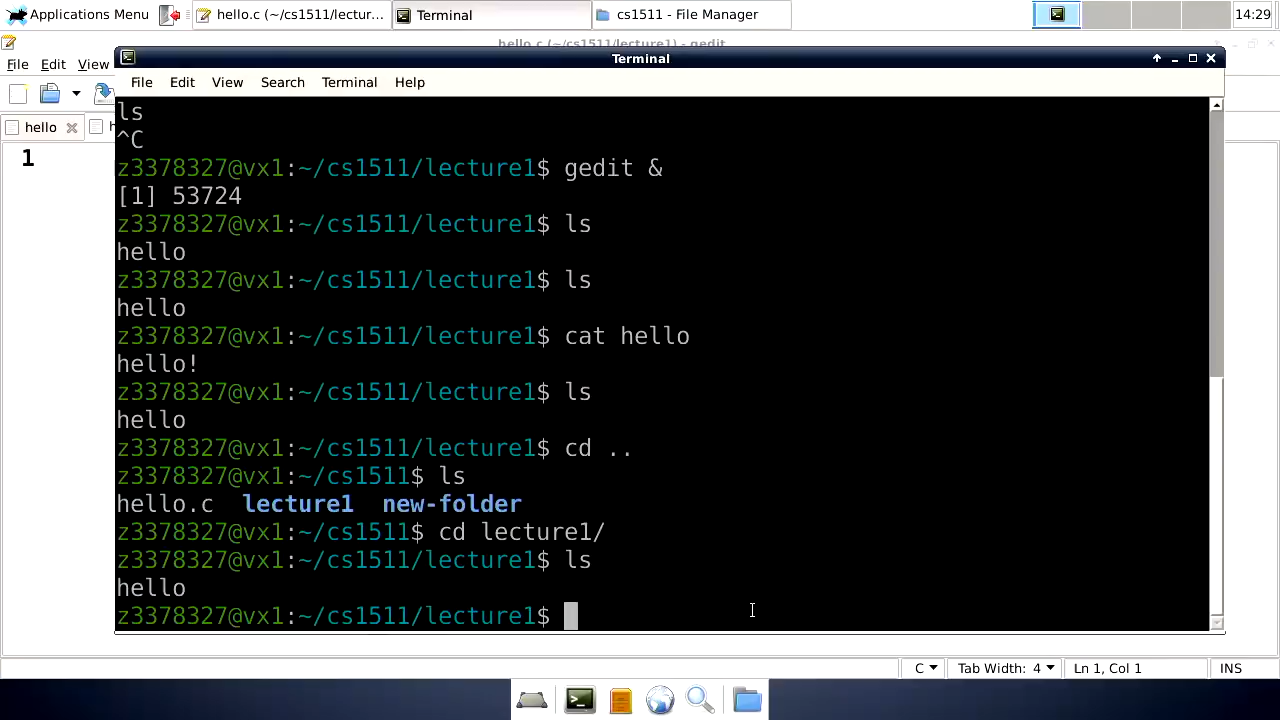 Applications Menu
hello.c (~/cs1511/lectur...
Terminal
cs1511 - File Manager
14:29
hello.c (~/cs1511/lecture1) - gedit
File Edit View
Terminal
File Edit View Search Terminal Help
hello
1
ls
^C
z3378327@vx1:~/cs1511/lecture1$ gedit &
[1] 53724
z3378327@vx1:~/cs1511/lecture1$ ls
hello
z3378327@vx1:~/cs1511/lecture1$ ls
hello
z3378327@vx1:~/cs1511/lecture1$ cat hello
hello!
z3378327@vx1:~/cs1511/lecture1$ ls
hello
z3378327@vx1:~/cs1511/lecture1$ cd ..
z3378327@vx1:~/cs1511$ ls
hello.c lecture1 new-folder
z3378327@vx1:~/cs1511$ cd lecture1/
z3378327@vx1:~/cs1511/lecture1$ ls
hello
z3378327@vx1:~/cs1511/lecture1$
C
Tab Width: 4
Ln 1, Col 1
INS